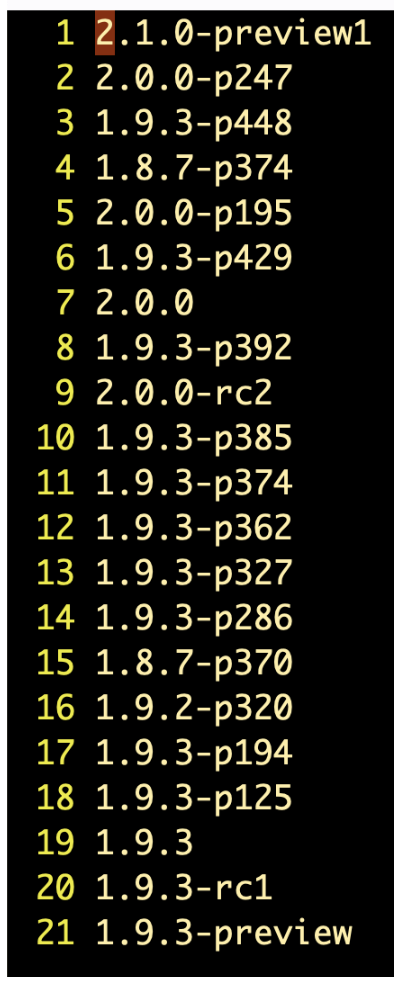 1 2.1.0-preview1
2 2.0.0-p247
3 1.9.3-p448
4 1.8.7-p374
5 2.0.0-p195
6 1.9.3-p429
7 2.0.0
8 1.9.3-p392
9 2.0.0-rc2
10 1.9.3-p385
11 1.9.3-p374
12 1.9.3-p362
13 1.9.3-p327
14 1.9.3-p286
15 1.8.7-p370
16 1.9.2-p320
17 1.9.3-p194
18 1.9.3-p125
19 1.9.3
20 1.9.3-rc1
21 1.9.3-preview